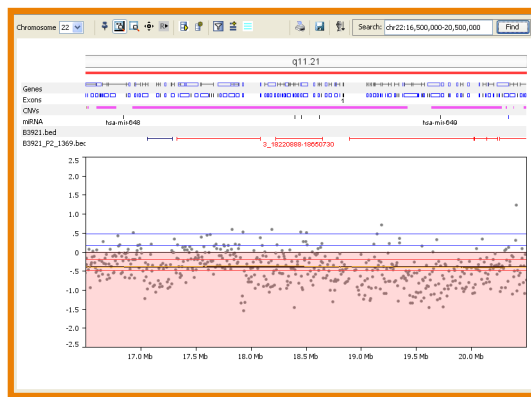 Chromosome 22 Search: chr22:16,500,000-20,500,000 Find
q11.21
Genes
Exons
1
CNVs
miRNA
hsa-mir-648 hsa-mir-649
B3921.bed
B3921_P2_1369.bec 3_18220888-18650730
2.5
2.0
1.5
1.0
.5
0
-.5
-1.0
-1.5
-2.0
-2.5
17.0 Mb 17.5 Mb 18.0 Mb 18.5 Mb 19.0 Mb 19.5 Mb 20.0 Mb